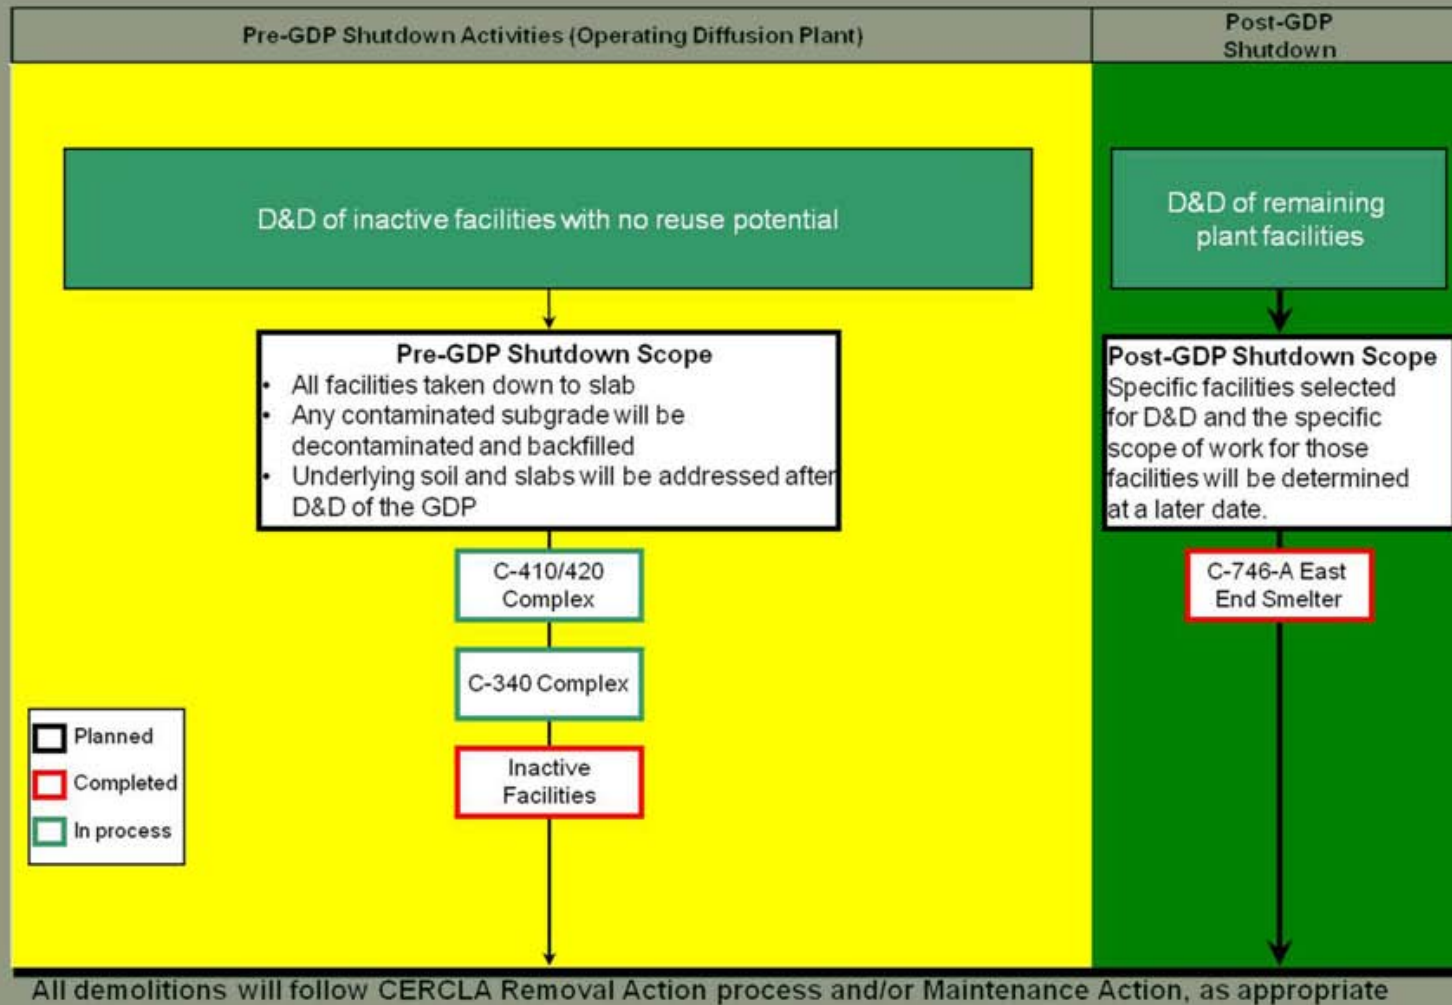 Pre-GDP Shutdown Activities (Operating Diffusion Plant)
Post-GDP
Shutdown
D&D of inactive facilities with no reuse potential
D&D of remaining
plant facilities
Pre-GDP Shutdown Scope
• All facilities taken down to slab
• Any contaminated subgrade will be
decontaminated and backfilled
• Underlying soil and slabs will be addressed after
D&D of the GDP
Post-GDP Shutdown Scope
Specific facilities selected
for D&D and the specific
scope of work for those
facilities will be determined
at a later date.
C-410/420
Complex
C-746-A East
End Smelter
C-340 Complex
Inactive
Facilities
Planned
Completed
In process
All demolitions will follow CERCLA Removal Action process and/or Maintenance Action, as appropriate